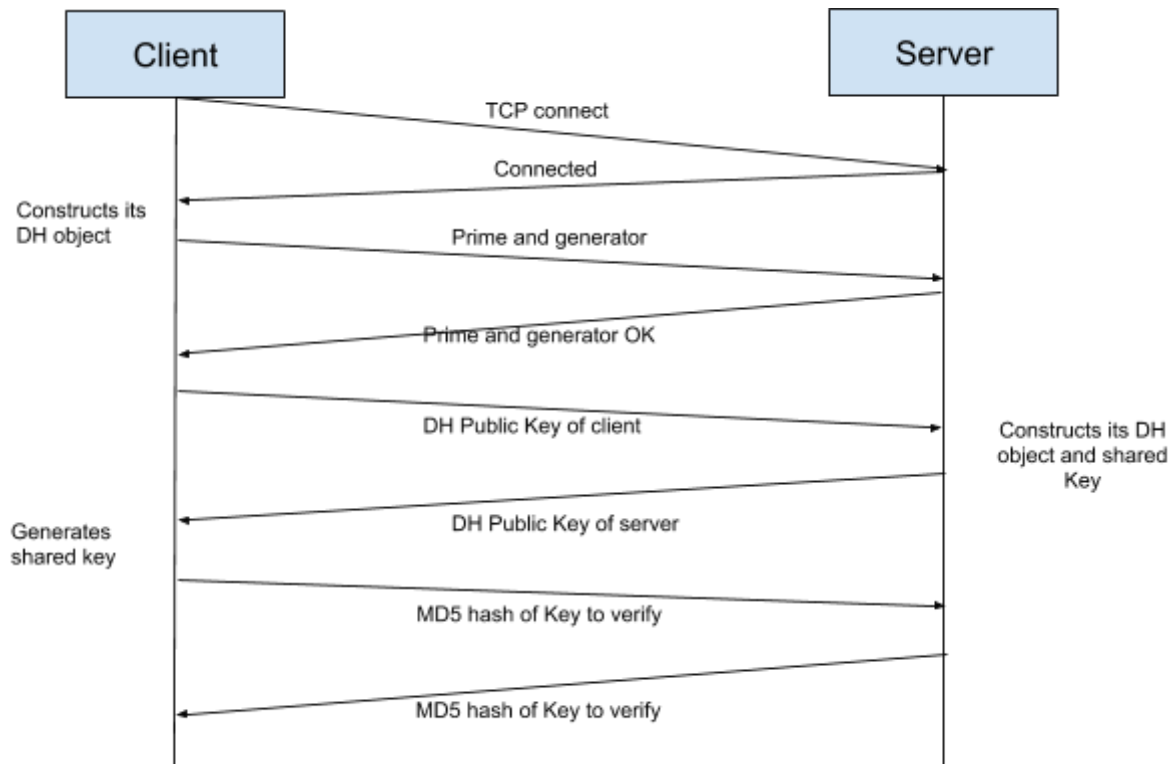 Client
Server
TCP connect
Connected
Constructs its
DH object
Prime and generator
Prime and generator OK
DH Public Key of client
Constructs its DH
object and shared
Key
DH Public Key of server
Generates
shared key
MD5 hash of Key to verify
MD5 hash of Key to verify